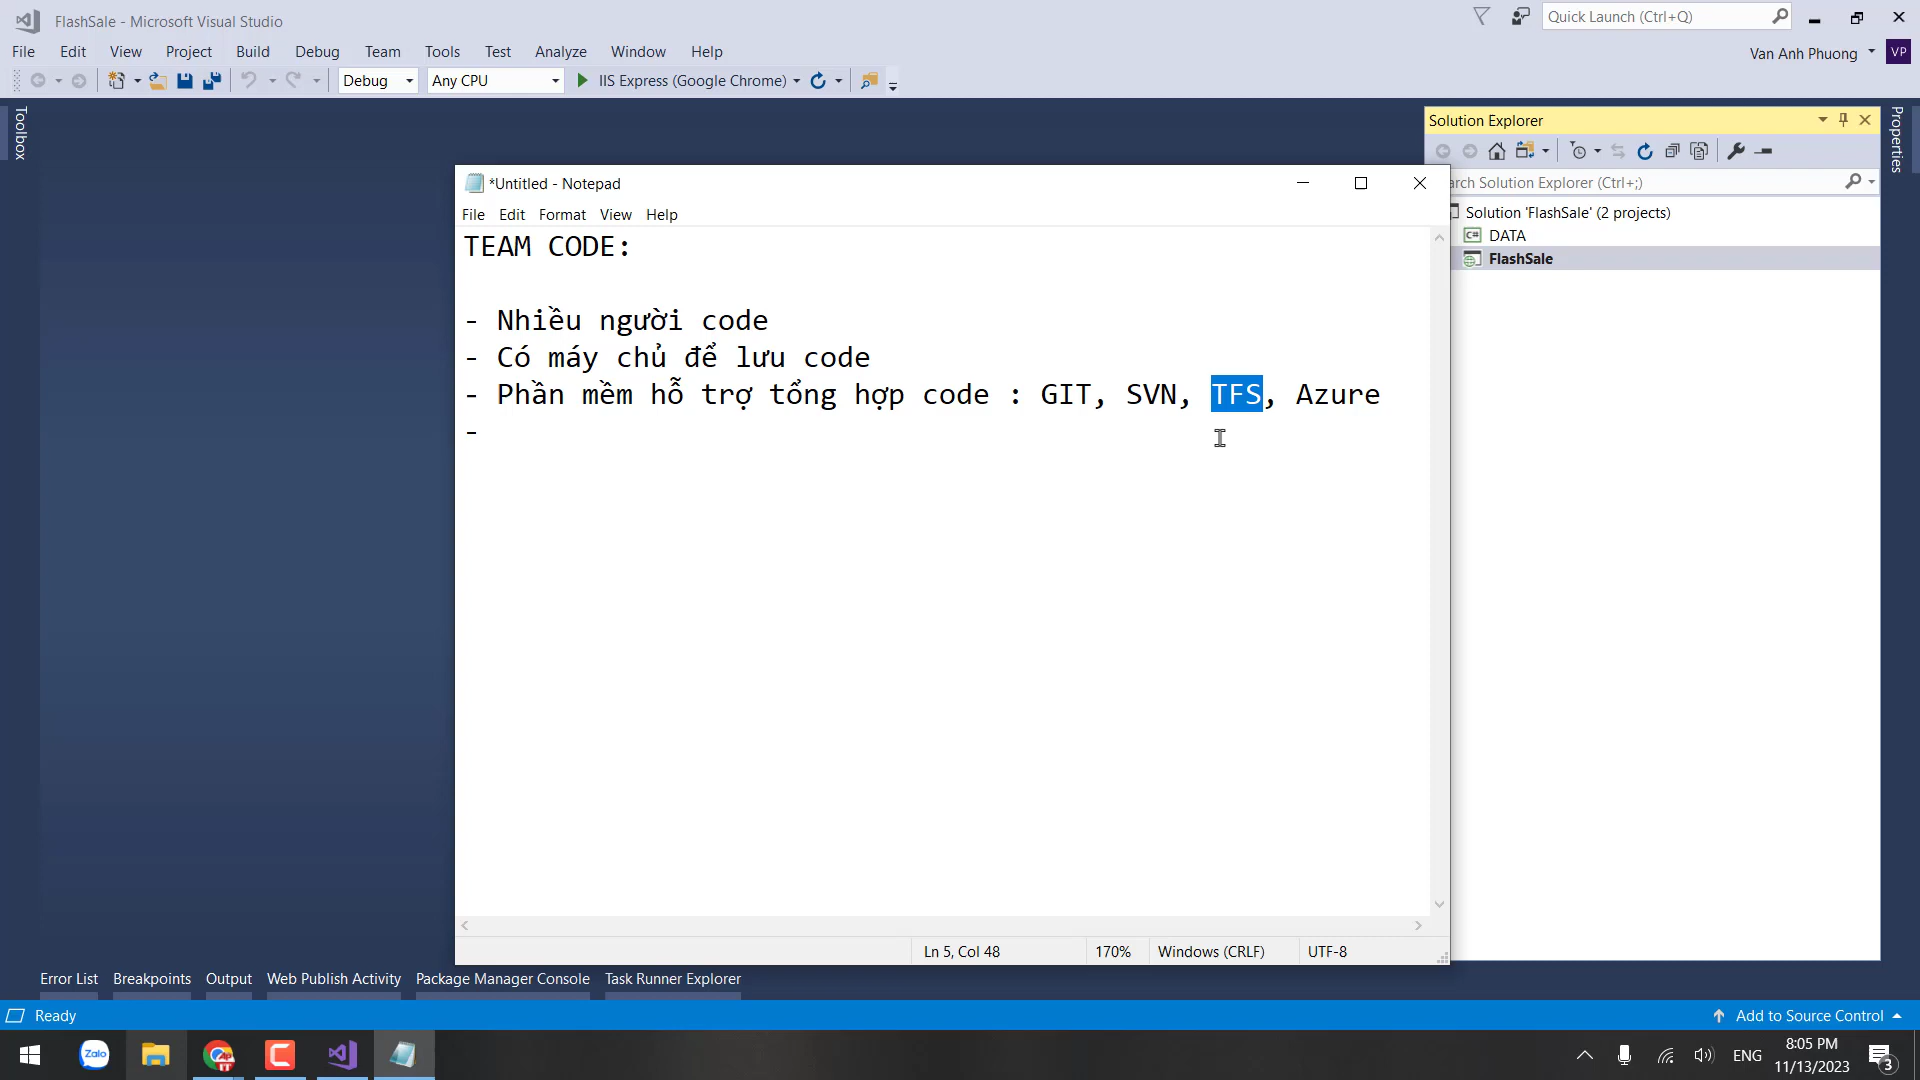 FlashSale - Microsoft Visual Studio
Quick Launch (Ctrl+Q)
File Edit View Project Build Debug Team Tools Test Analyze Window Help
Van Anh Phuong VP
Debug Any CPU IIS Express (Google Chrome)
Toolbox
Solution Explorer
Properties
*Untitled - Notepad
arch Solution Explorer (Ctrl+;)
File Edit Format View Help
Solution 'FlashSale' (2 projects)
C# DATA
FlashSale
TEAM CODE:
- Nhiều người code
- Có máy chủ để lưu code
- Phần mềm hỗ trợ tổng hợp code : GIT, SVN, TFS, Azure
-
Ln 5, Col 48 170% Windows (CRLF) UTF-8
Error List Breakpoints Output Web Publish Activity Package Manager Console Task Runner Explorer
Ready
Add to Source Control
Zalo
ENG
8:05 PM
11/13/2023
3